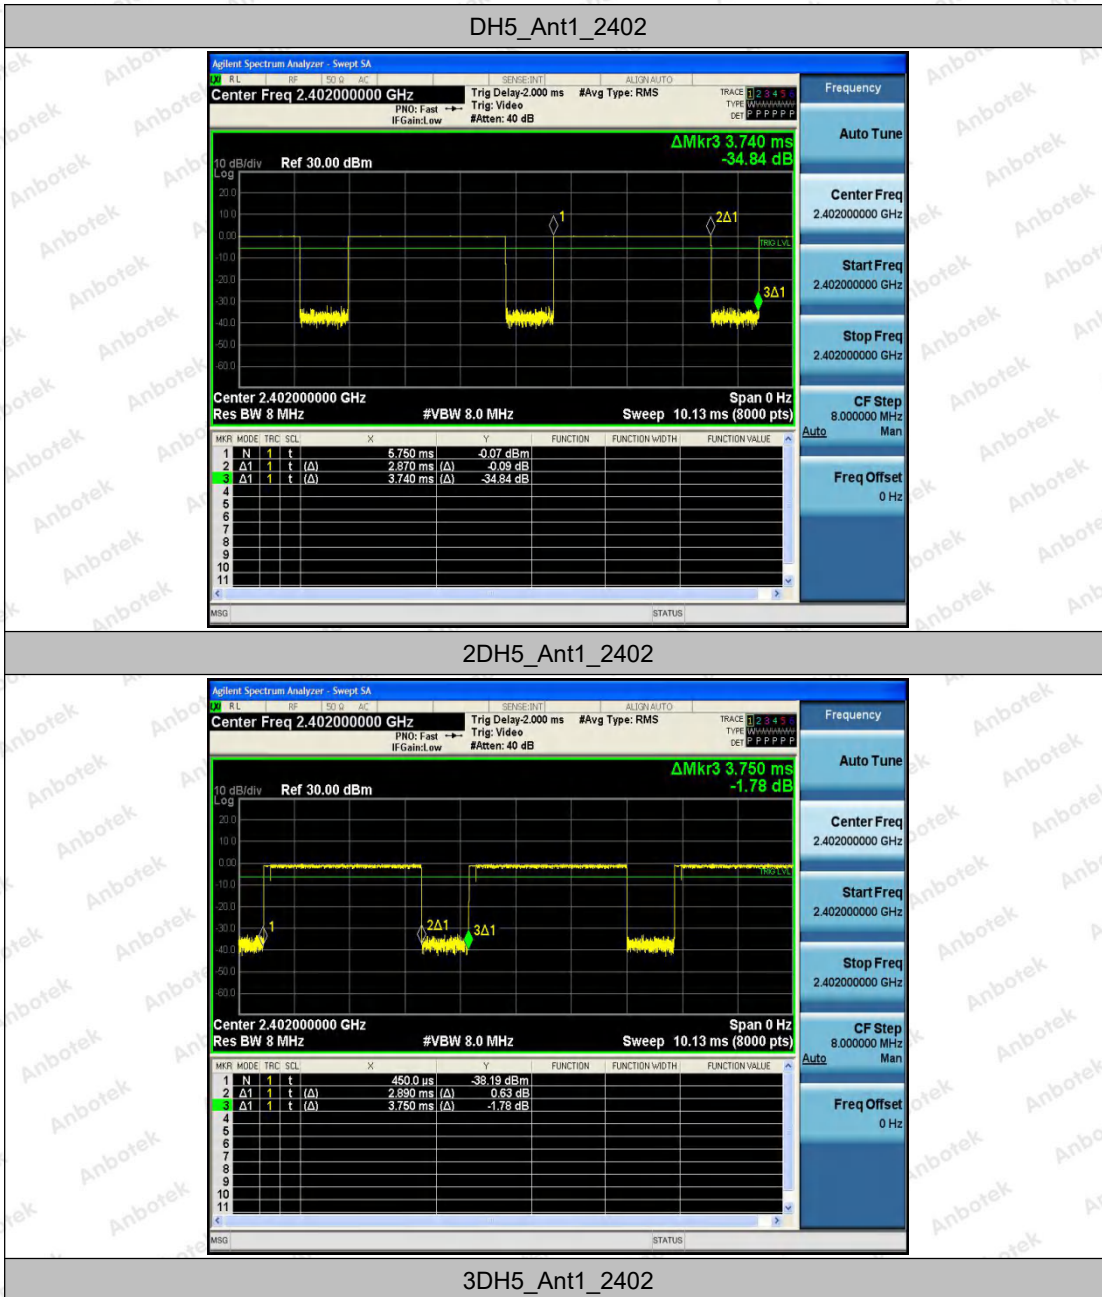 DH5_Ant1_2402
Agilent Spectrum Analyzer - Swept SA
RL RF 50 Ω AC SENSE:INT ALIGN AUTO
Center Freq 2.402000000 GHz
PNO: Fast
IFGain:Low
Trig Delay-2.000 ms #Avg Type: RMS
Trig: Video
#Atten: 40 dB
TRACE 1 2 3 4 5 6
TYPE
DET P P P P P P
ΔMkr3 3.740 ms
-34.84 dB
10 dB/div Ref 30.00 dBm
Log
20.0
10.0
0.00
-10.0
-20.0
-30.0
-40.0
-50.0
-60.0
1
2Δ1
TRIG LVL
3Δ1
Center 2.402000000 GHz Span 0 Hz
Res BW 8 MHz #VBW 8.0 MHz Sweep 10.13 ms (8000 pts)
MKR MODE TRC SCL X Y FUNCTION FUNCTION WIDTH FUNCTION VALUE
1 N 1 t 5.750 ms -0.07 dBm
2 Δ1 1 t (Δ) 2.870 ms (Δ) -0.09 dB
3 Δ1 1 t (Δ) 3.740 ms (Δ) -34.84 dB
4
5
6
7
8
9
10
11
MSG STATUS
Frequency
Auto Tune
Center Freq
2.402000000 GHz
Start Freq
2.402000000 GHz
Stop Freq
2.402000000 GHz
CF Step
8.000000 MHz
Auto Man
Freq Offset
0 Hz
2DH5_Ant1_2402
Agilent Spectrum Analyzer - Swept SA
RL RF 50 Ω AC SENSE:INT ALIGN AUTO
Center Freq 2.402000000 GHz
PNO: Fast
IFGain:Low
Trig Delay-2.000 ms #Avg Type: RMS
Trig: Video
#Atten: 40 dB
TRACE 1 2 3 4 5 6
TYPE
DET P P P P P P
ΔMkr3 3.750 ms
-1.78 dB
10 dB/div Ref 30.00 dBm
Log
20.0
10.0
0.00
-10.0
-20.0
-30.0
-40.0
-50.0
-60.0
1
2Δ1
3Δ1
TRIG LVL
Center 2.402000000 GHz Span 0 Hz
Res BW 8 MHz #VBW 8.0 MHz Sweep 10.13 ms (8000 pts)
MKR MODE TRC SCL X Y FUNCTION FUNCTION WIDTH FUNCTION VALUE
1 N 1 t 450.0 µs -38.19 dBm
2 Δ1 1 t (Δ) 2.890 ms (Δ) 0.63 dB
3 Δ1 1 t (Δ) 3.750 ms (Δ) -1.78 dB
4
5
6
7
8
9
10
11
MSG STATUS
Frequency
Auto Tune
Center Freq
2.402000000 GHz
Start Freq
2.402000000 GHz
Stop Freq
2.402000000 GHz
CF Step
8.000000 MHz
Auto Man
Freq Offset
0 Hz
3DH5_Ant1_2402